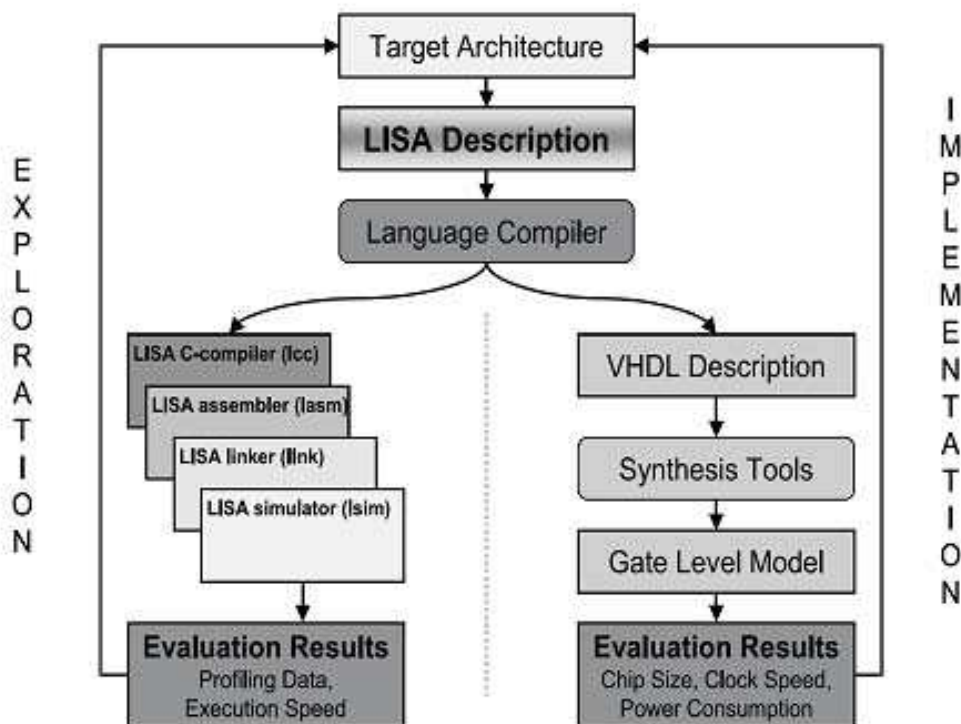 Target Architecture
LISA Description
Language Compiler
EXPLORATION
LISA C-compiler (lcc)
LISA assembler (lasm)
LISA linker (llnk)
LISA simulator (lsim)
Evaluation Results
Profiling Data,
Execution Speed
VHDL Description
Synthesis Tools
Gate Level Model
Evaluation Results
Chip Size, Clock Speed,
Power Consumption
IMPLEMENTATION